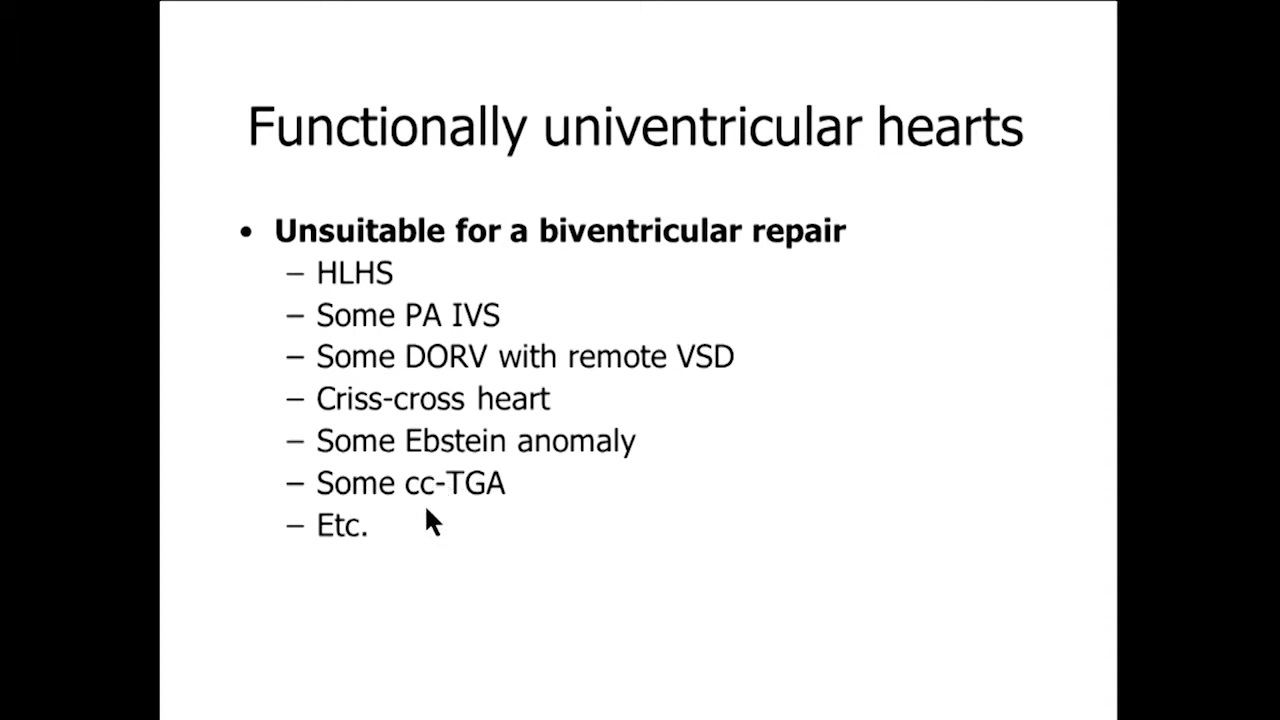 Functionally univentricular hearts
• Unsuitable for a biventricular repair
– HLHS
– Some PA IVS
– Some DORV with remote VSD
– Criss-cross heart
– Some Ebstein anomaly
– Some cc-TGA
– Etc.